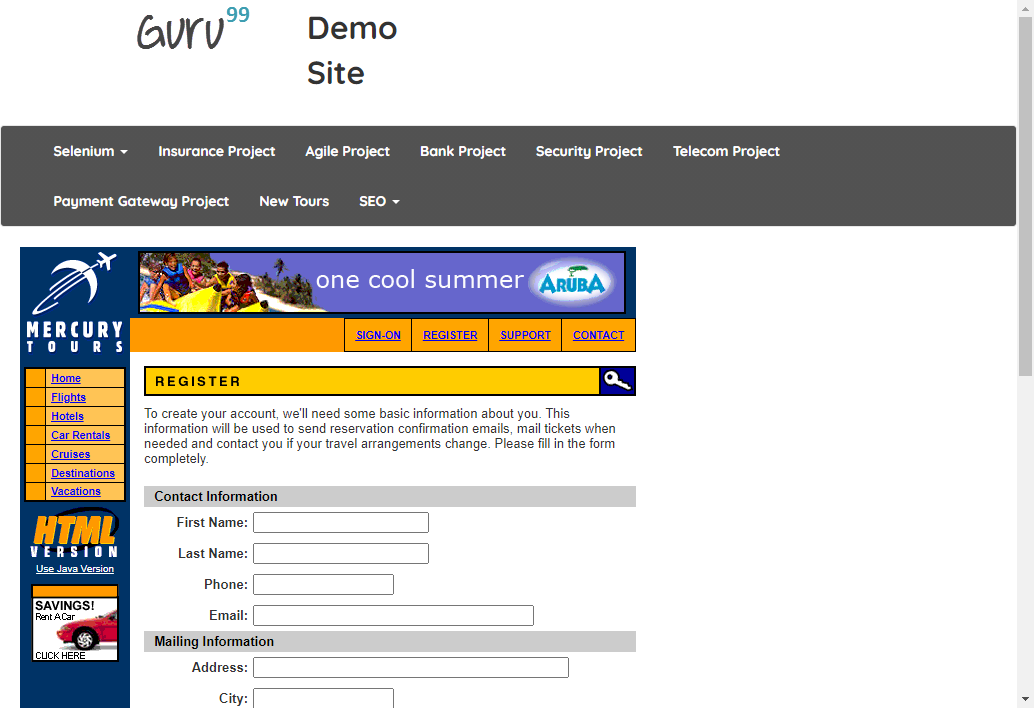 Guru99
Demo
Site
Selenium Insurance Project Agile Project Bank Project Security Project Telecom Project
Payment Gateway Project New Tours SEO
one cool summer ARUBA
MERCURY
TOURS
SIGN-ON REGISTER SUPPORT CONTACT
Home
Flights
Hotels
Car Rentals
Cruises
Destinations
Vacations
HTML
VERSION
Use Java Version
SAVINGS!
Rent A Car
CLICK HERE
REGISTER
To create your account, we'll need some basic information about you. This
information will be used to send reservation confirmation emails, mail tickets when
needed and contact you if your travel arrangements change. Please fill in the form
completely.
Contact Information
First Name:
Last Name:
Phone:
Email:
Mailing Information
Address:
City: